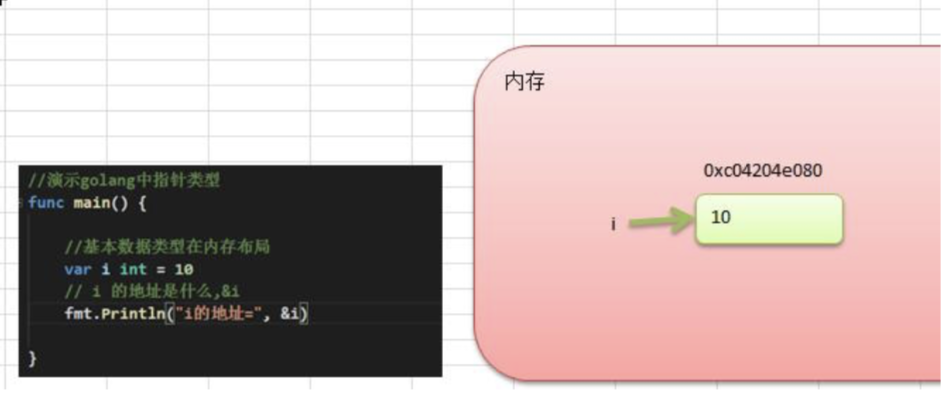 //演示golang中指针类型
func main() {
//基本数据类型在内存布局
var i int = 10
// i 的地址是什么,&i
fmt.Println("i的地址=", &i)
}
内存
0xc04204e080
i
10